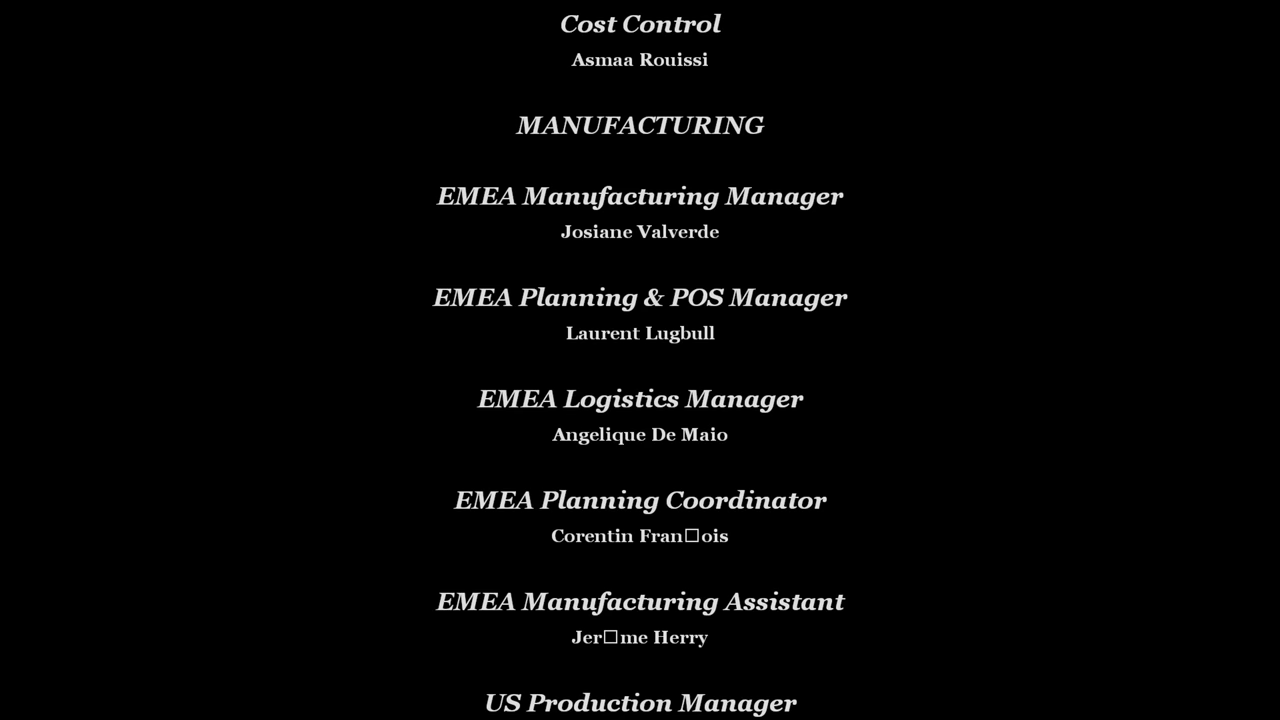 Cost Control
Asmaa Rouissi
MANUFACTURING
EMEA Manufacturing Manager
Josiane Valverde
EMEA Planning & POS Manager
Laurent Lugbull
EMEA Logistics Manager
Angelique De Maio
EMEA Planning Coordinator
Corentin Fran□ois
EMEA Manufacturing Assistant
Jer□me Herry
US Production Manager